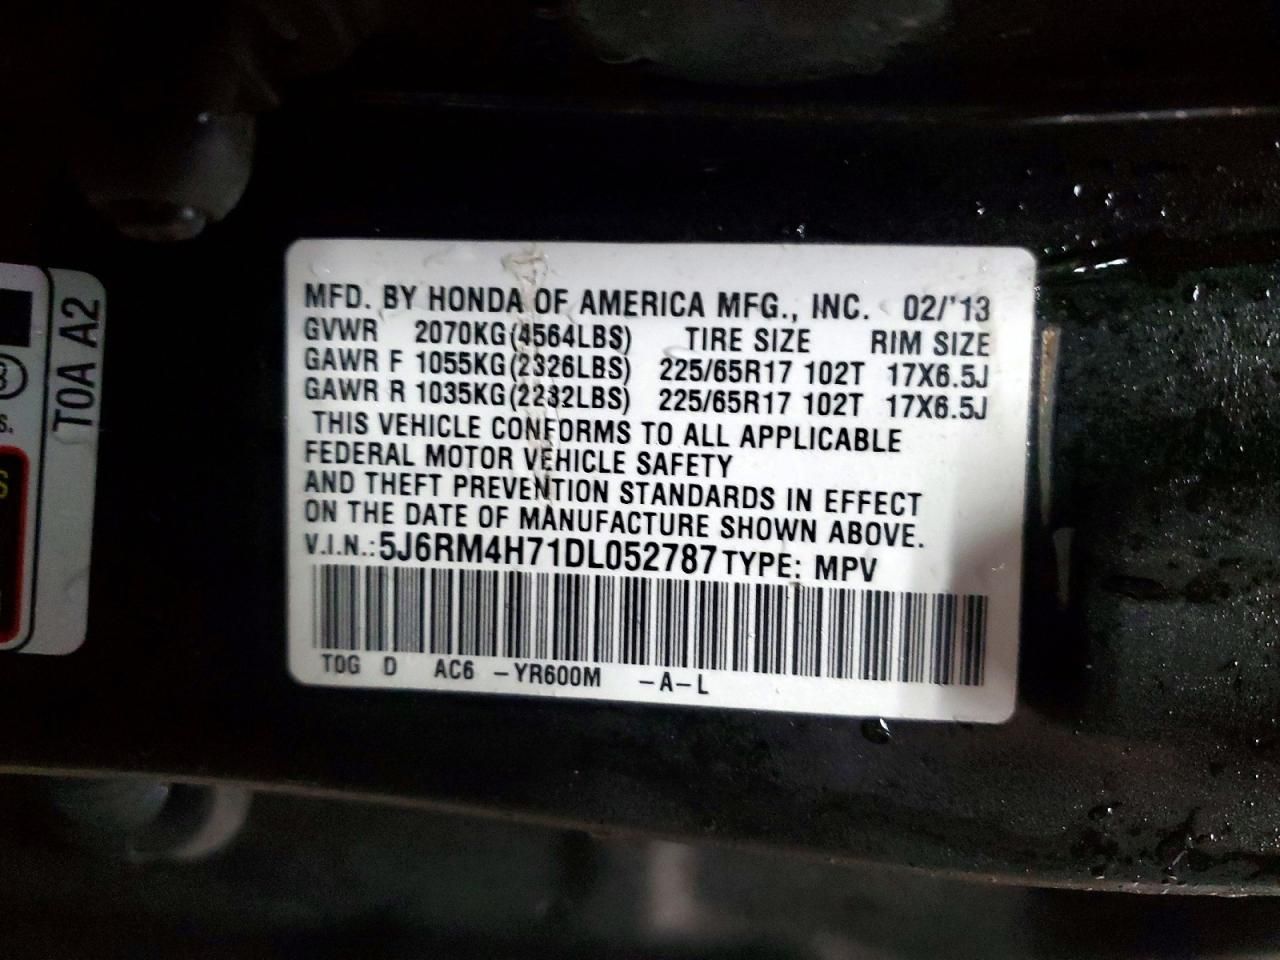 MFD. BY HONDA OF AMERICA MFG., INC. 02/'13
GVWR 2070KG(4564LBS) TIRE SIZE RIM SIZE
GAWR F 1055KG(2326LBS) 225/65R17 102T 17X6.5J
GAWR R 1035KG(2282LBS) 225/65R17 102T 17X6.5J
THIS VEHICLE CONFORMS TO ALL APPLICABLE
FEDERAL MOTOR VEHICLE SAFETY
AND THEFT PREVENTION STANDARDS IN EFFECT
ON THE DATE OF MANUFACTURE SHOWN ABOVE.
V.I.N.:5J6RM4H71DL052787 TYPE: MPV
T0G D AC6 -YR600M -A-L
T0A A2